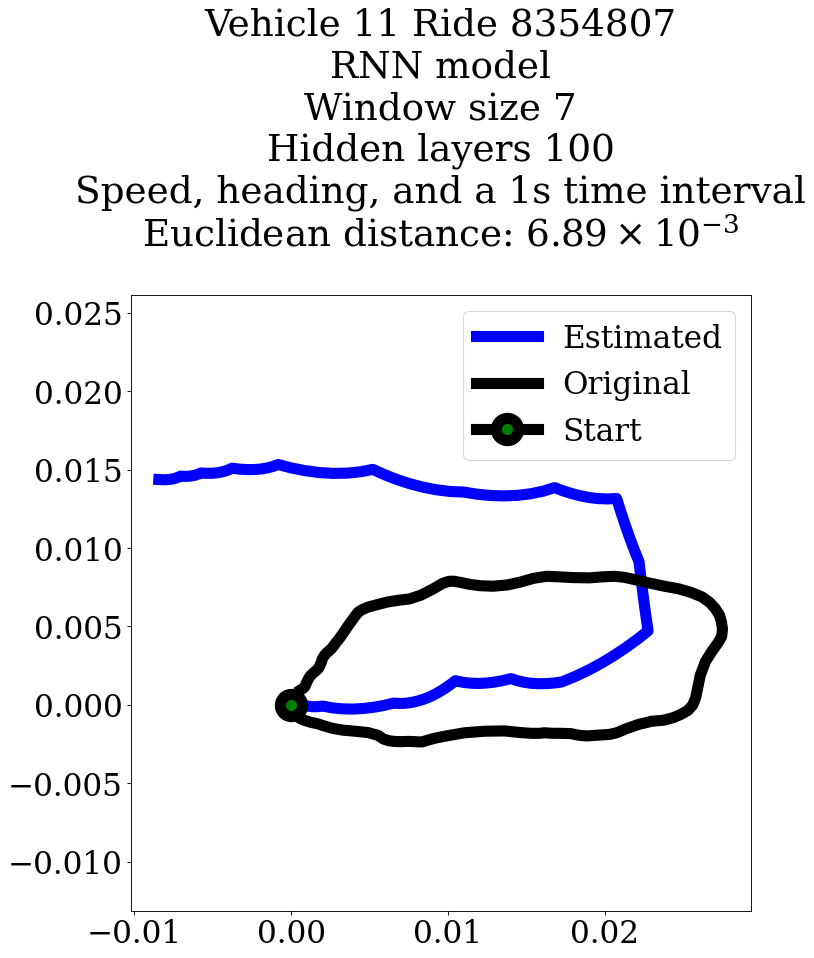 Vehicle 11 Ride 8354807
RNN model
Window size 7
Hidden layers 100
Speed, heading, and a 1s time interval
Euclidean distance: 6.89 × 10⁻³
0.025
0.020
0.015
0.010
0.005
0.000
−0.005
−0.010
Estimated
Original
Start
−0.01 0.00 0.01 0.02